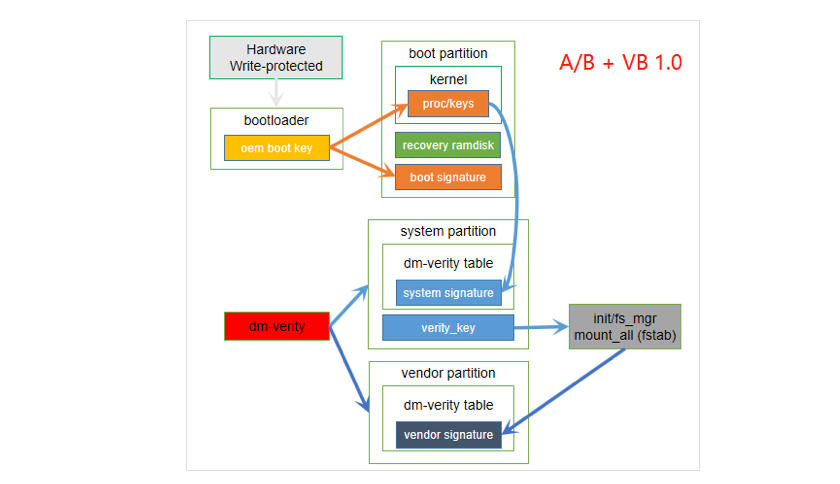 Hardware
Write-protected
bootloader
oem boot key
boot partition
kernel
proc/keys
recovery ramdisk
boot signature
A/B + VB 1.0
system partition
dm-verity table
system signature
verity_key
dm-verity
init/fs_mgr
mount_all (fstab)
vendor partition
dm-verity table
vendor signature